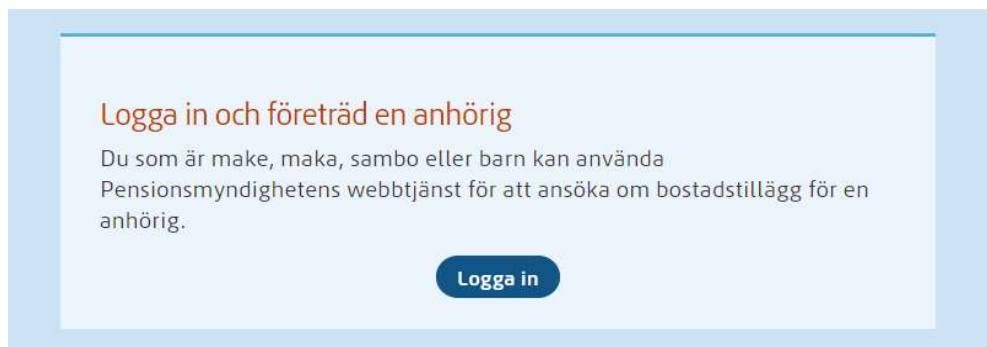 Logga in och företräd en anhörig
Du som är make, maka, sambo eller barn kan använda
Pensionsmyndighetens webbtjänst för att ansöka om bostadstillägg för en
anhörig.
Logga in